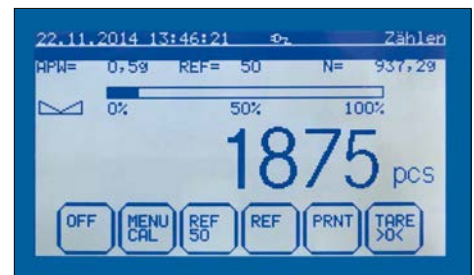 22.11.2014 13:46:21 Zählen
APW= 0,5g REF= 50 N= 937,2g
0% 50% 100%
1875 pcs
OFF MENU CAL REF 50 REF PRNT TARE >0<